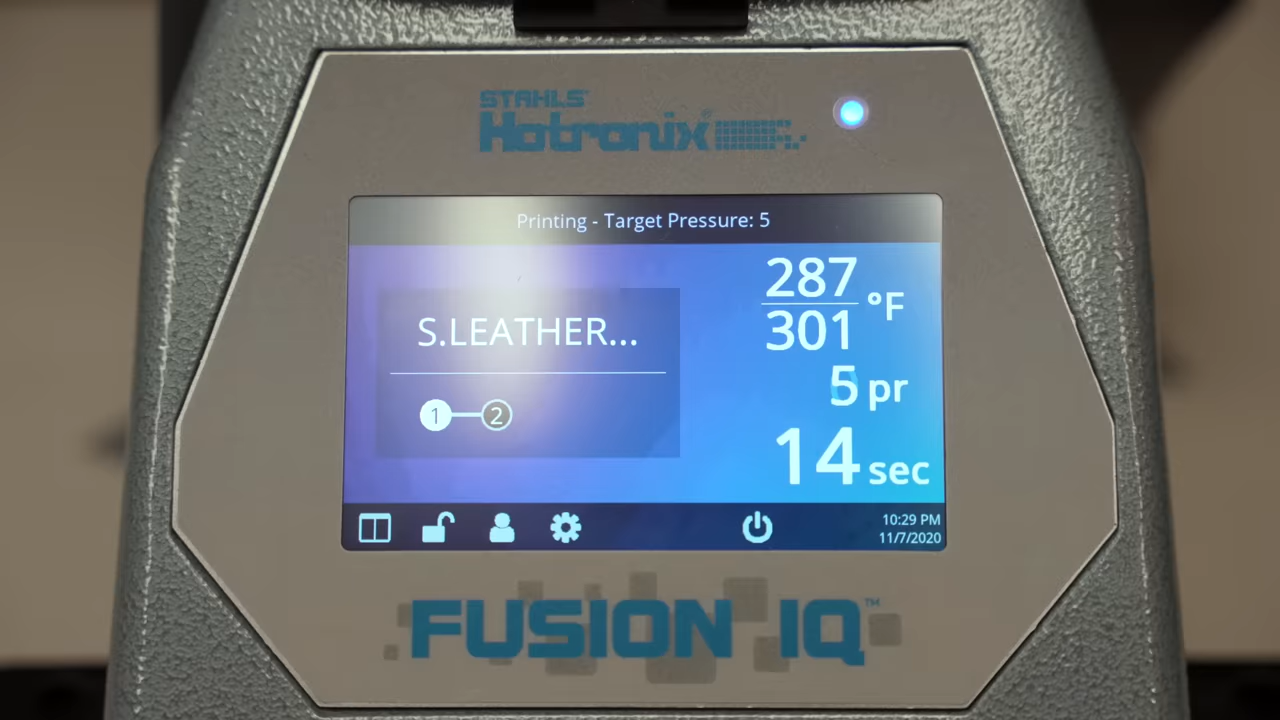 STAHLS'
Hotronix®
Printing - Target Pressure: 5
287
301
°F
S.LEATHER...
5 pr
1 2
14 sec
10:29 PM
11/7/2020
FUSION IQ™